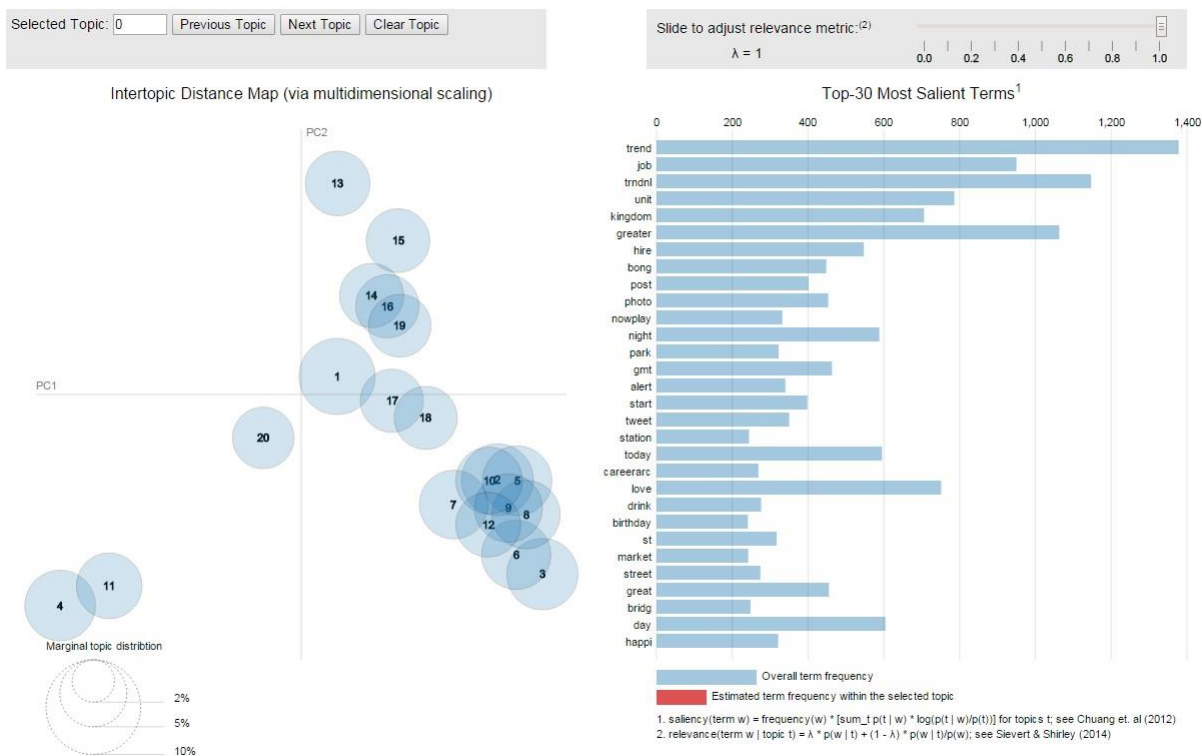 Selected Topic: 0 Previous Topic Next Topic Clear Topic
Slide to adjust relevance metric:(2)
λ = 1
0.0 0.2 0.4 0.6 0.8 1.0
Intertopic Distance Map (via multidimensional scaling)
PC2
PC1
13
15
14
16
19
1
17
18
20
10
2
5
7
9
8
12
6
3
11
4
Marginal topic distribtion
2%
5%
10%
Top-30 Most Salient Terms1
0 200 400 600 800 1,000 1,200 1,400
trend
job
trndnl
unit
kingdom
greater
hire
bong
post
photo
nowplay
night
park
gmt
alert
start
tweet
station
today
careerarc
love
drink
birthday
st
market
street
great
bridg
day
happi
Overall term frequency
Estimated term frequency within the selected topic
1. saliency(term w) = frequency(w) * [sum_t p(t | w) * log(p(t | w)/p(t))] for topics t; see Chuang et. al (2012)
2. relevance(term w | topic t) = λ * p(w | t) + (1 - λ) * p(w | t)/p(w); see Sievert & Shirley (2014)